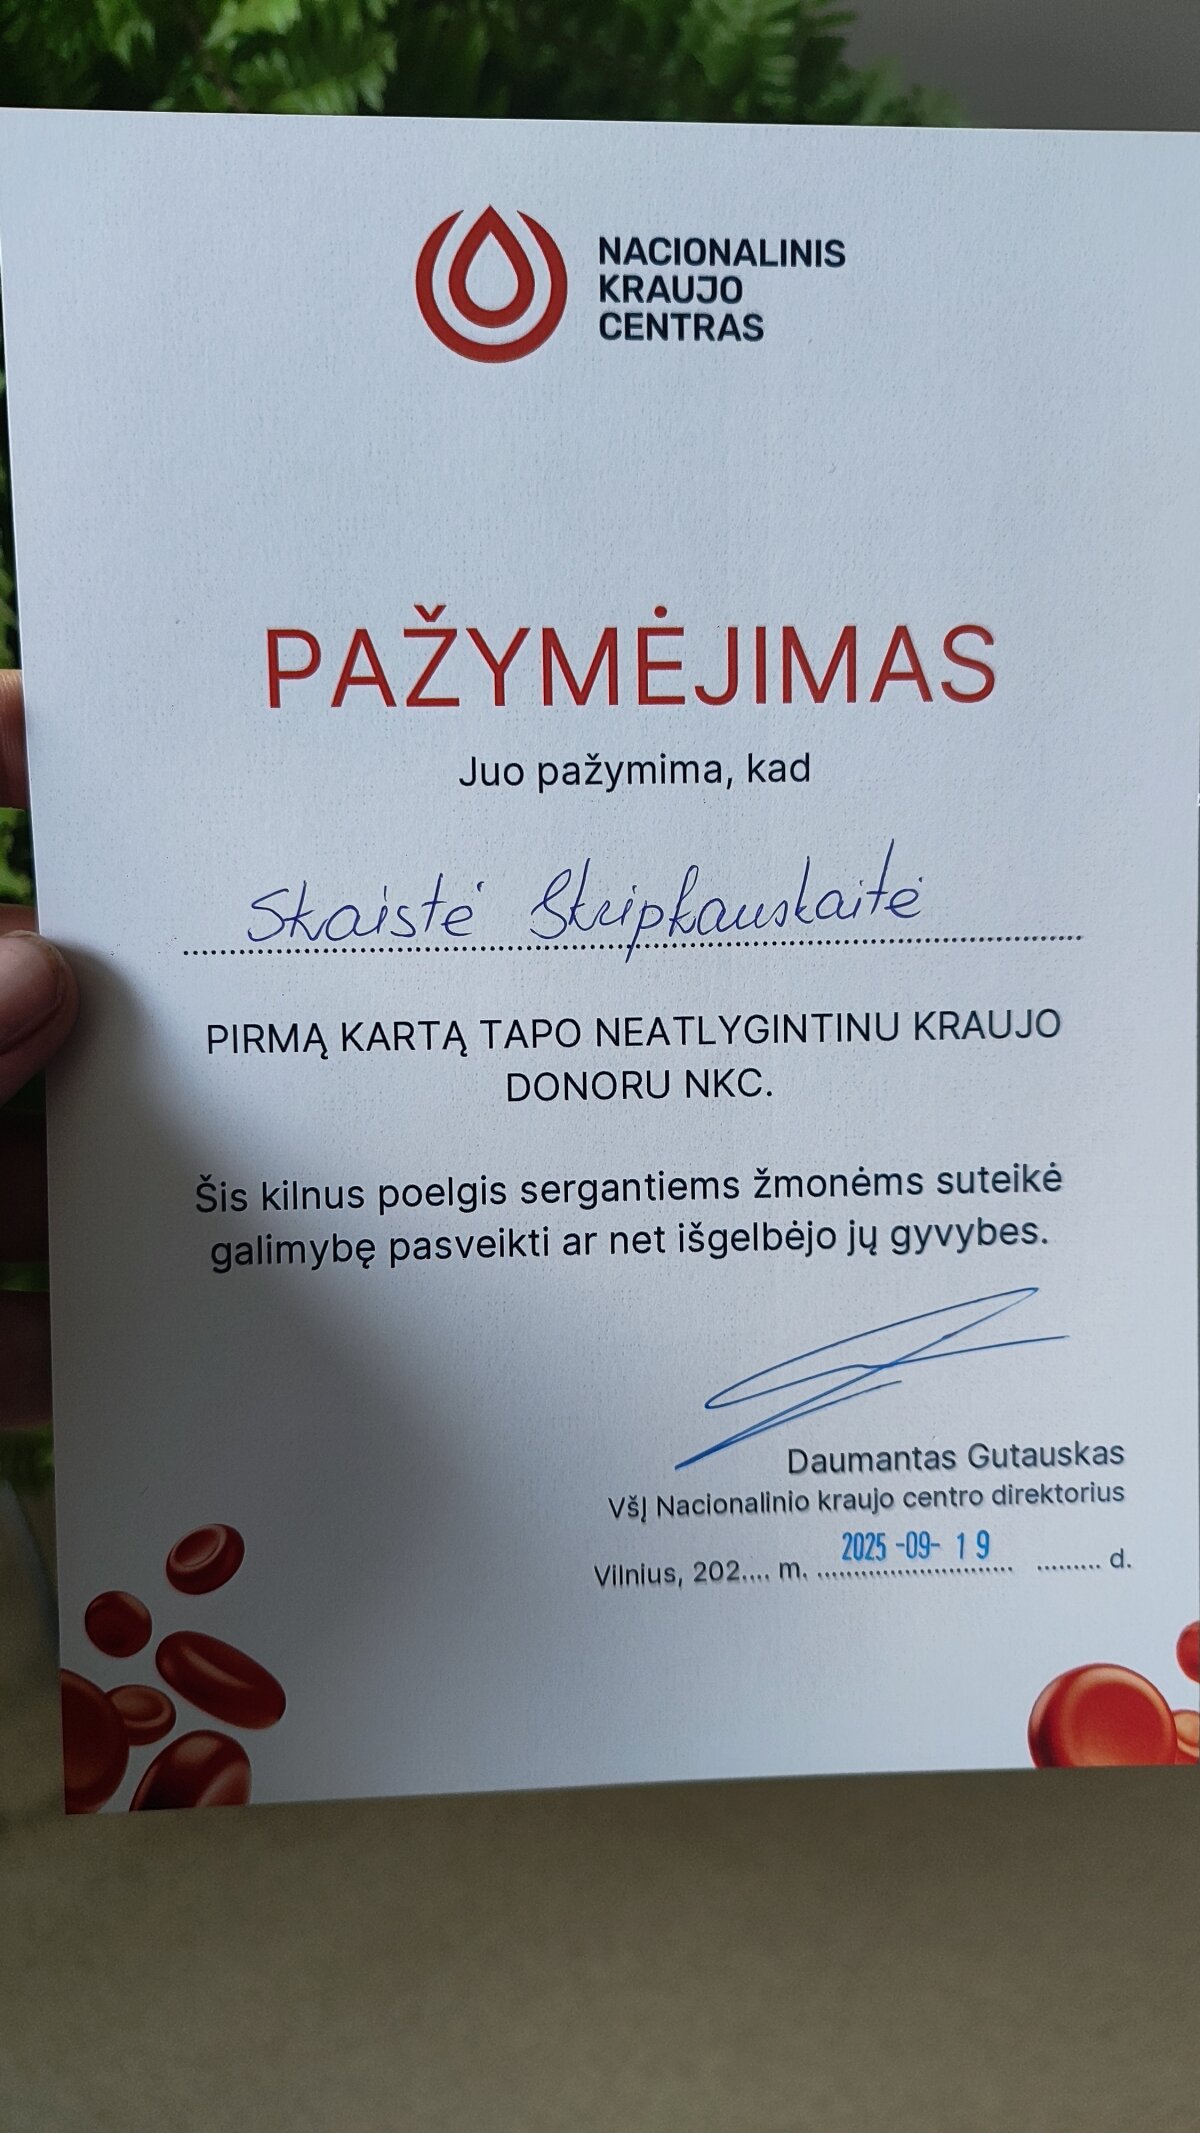 NACIONALINIS
KRAUJO
CENTRAS
PAŽYMĖJIMAS
Juo pažymima, kad
Skaistė Skripkauskaitė
PIRMĄ KARTĄ TAPO NEATLYGINTINU KRAUJO
DONORU NKC.
Šis kilnus poelgis sergantiems žmonėms suteikė
galimybę pasveikti ar net išgelbėjo jų gyvybes.
Daumantas Gutauskas
VšĮ Nacionalinio kraujo centro direktorius
2025-09-19
Vilnius, 202.... m. .............................. ......... d.